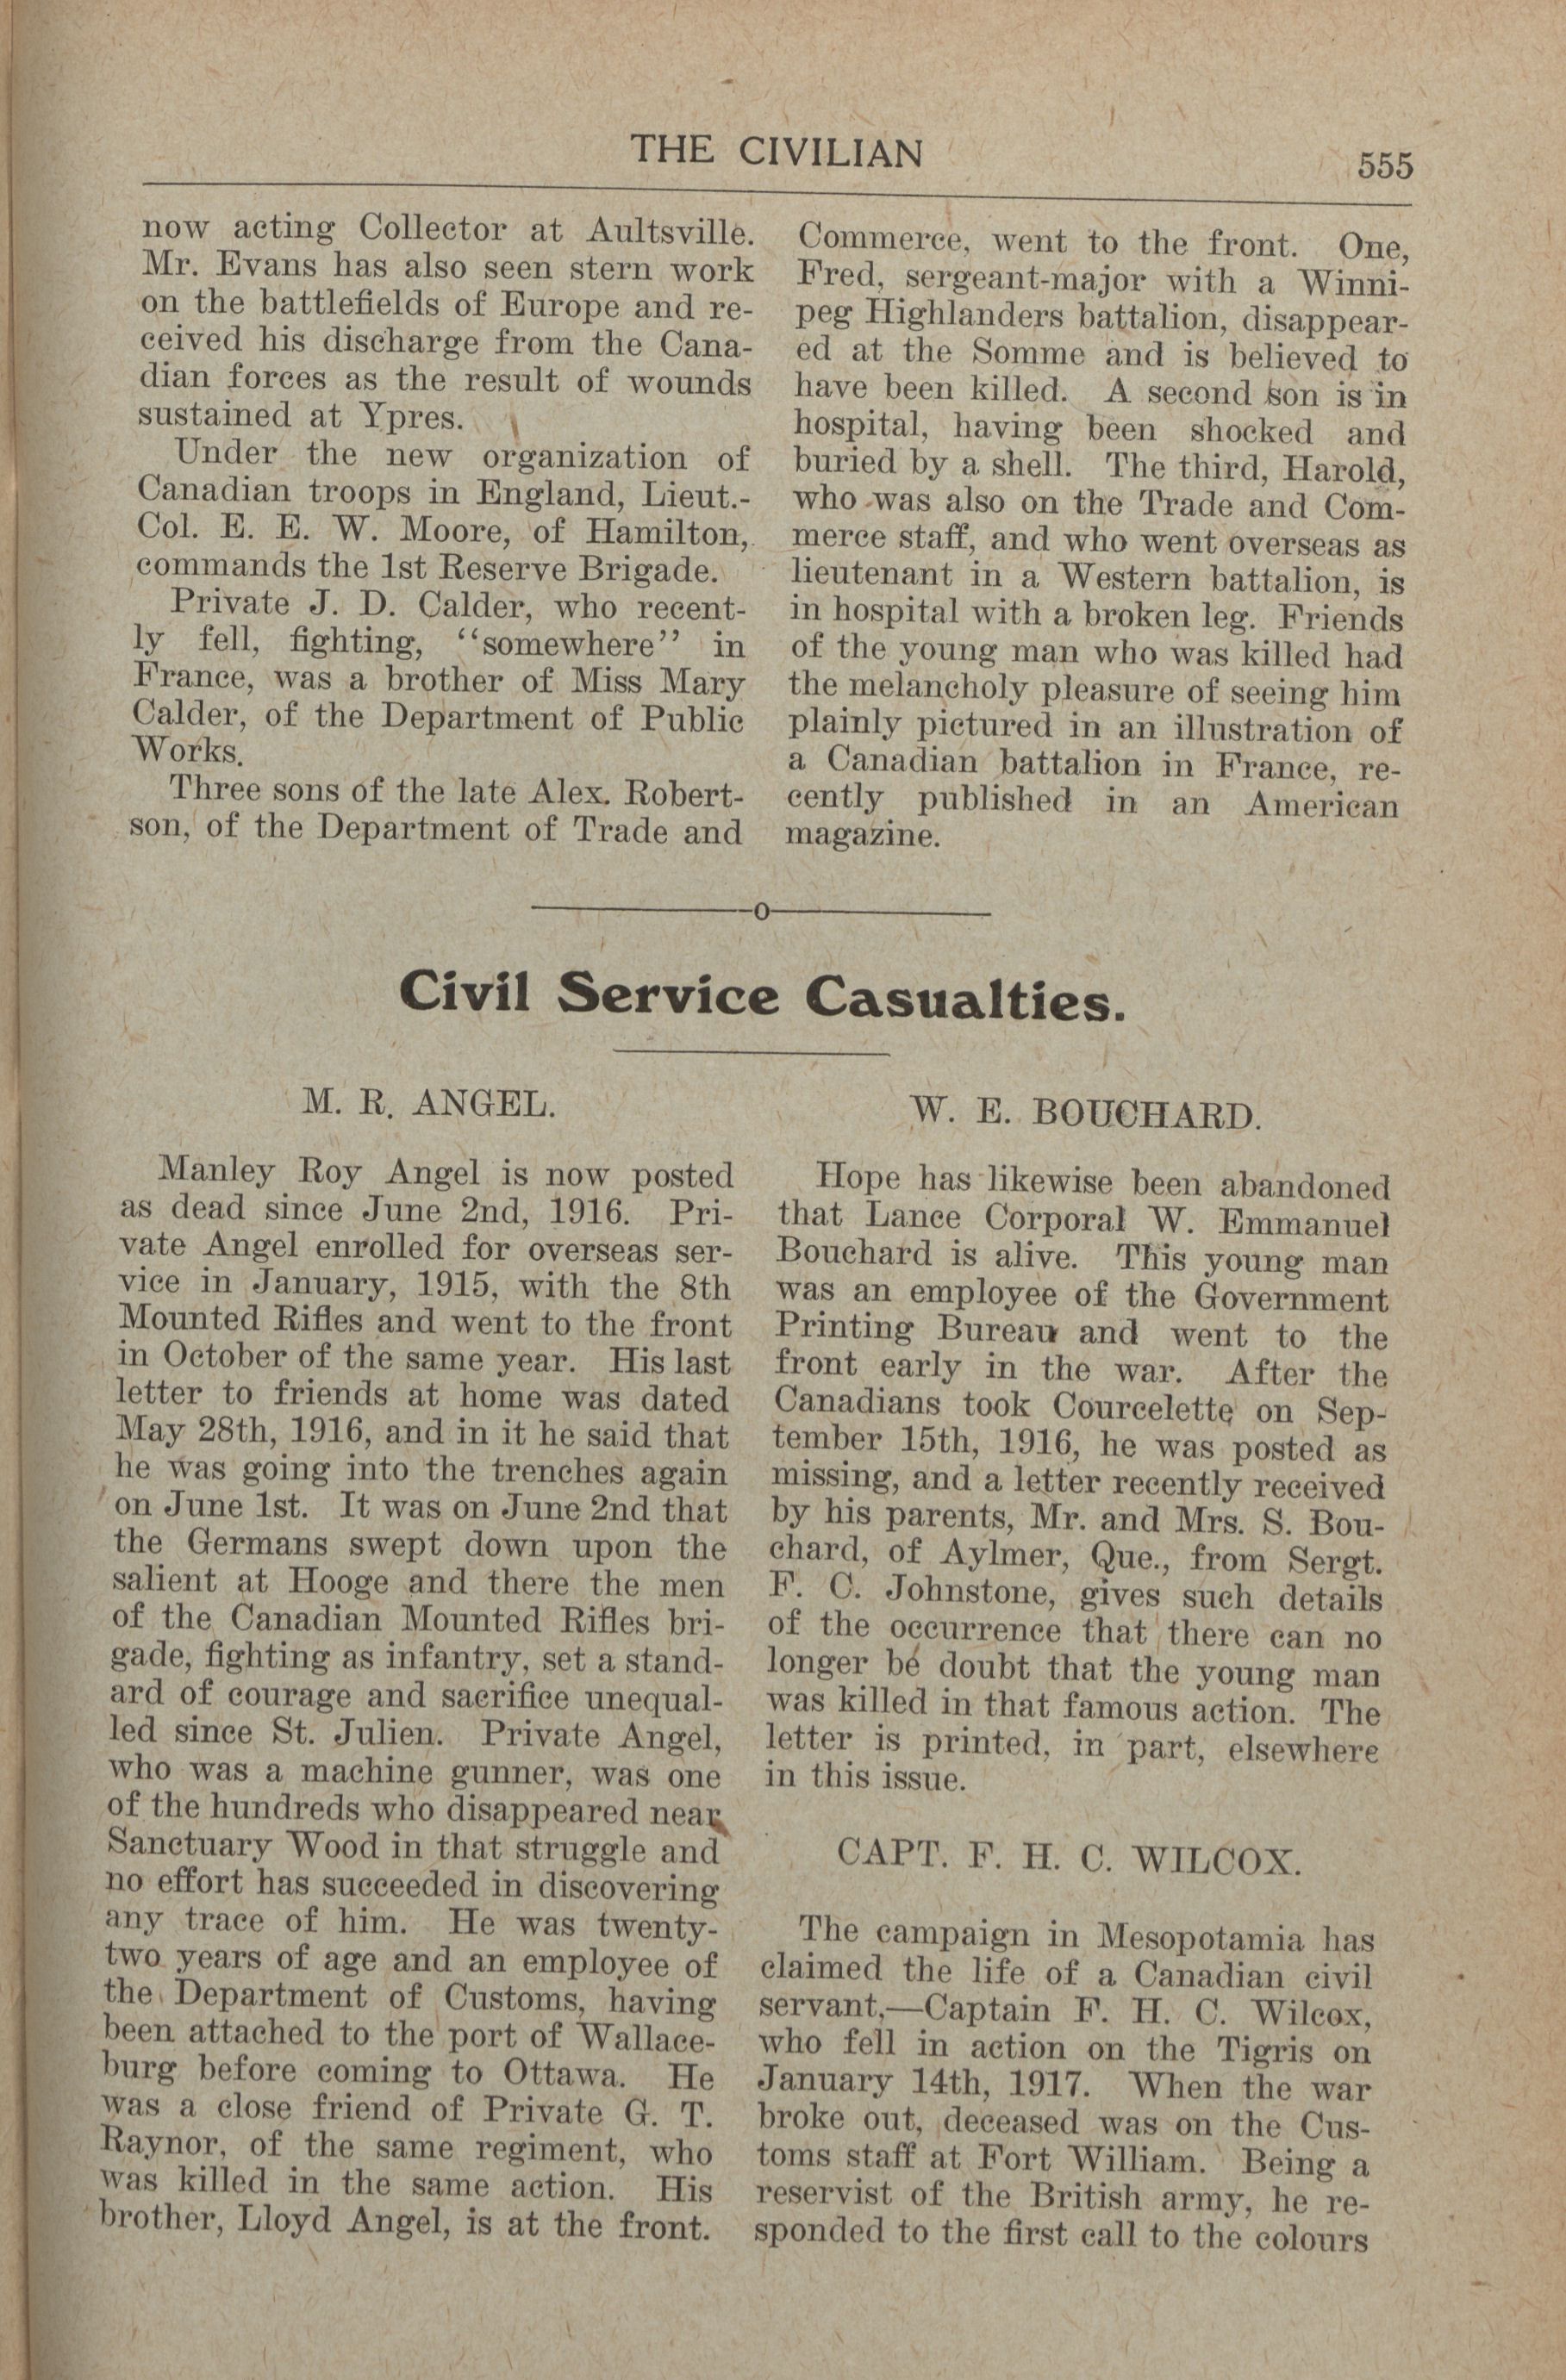 THE CIVILIAN
555
now acting Collector at Aultsville.
Mr. Evans has also seen stern work
on the battlefields of Europe and re-
ceived his discharge from the Cana-
dian forces as the result of wounds
sustained at Ypres.
Under the new organization of
Canadian troops in England, Lieut.-
Col. E. E. W. Moore, of Hamilton,
commands the 1st Reserve Brigade.
Private J. D. Calder, who recent-
ly fell, fighting, "somewhere" in
France, was a brother of Miss Mary
Calder, of the Department of Public
Works.
Three sons of the late Alex. Robert-
son, of the Department of Trade and
Commerce, went to the front. One,
Fred, sergeant-major with a Winni-
peg Highlanders battalion, disappear-
ed at the Somme and is believed to
have been killed. A second son is in
hospital, having been shocked and
buried by a shell. The third, Harold,
who was also on the Trade and Com-
merce staff, and who went overseas as
lieutenant in a Western battalion, is
in hospital with a broken leg. Friends
of the young man who was killed had
the melancholy pleasure of seeing him
plainly pictured in an illustration of
a Canadian battalion in France, re-
cently published in an American
magazine.
Civil Service Casualties.
M. R. ANGEL.
Manley Roy Angel is now posted
as dead since June 2nd, 1916. Pri-
vate Angel enrolled for overseas ser-
vice in January, 1915, with the 8th
Mounted Rifles and went to the front
in October of the same year. His last
letter to friends at home was dated
May 28th, 1916, and in it he said that
he was going into the trenches again
on June 1st. It was on June 2nd that
the Germans swept down upon the
salient at Hooge and there the men
of the Canadian Mounted Rifles bri-
gade, fighting as infantry, set a stand-
ard of courage and sacrifice unequal-
led since St. Julien. Private Angel,
who was a machine gunner, was one
of the hundreds who disappeared near
Sanctuary Wood in that struggle and
no effort has succeeded in discovering
any trace of him. He was twenty-
two years of age and an employee of
the Department of Customs, having
been attached to the port of Wallace-
burg before coming to Ottawa. He
was a close friend of Private G. T.
Raynor, of the same regiment, who
was killed in the same action. His
brother, Lloyd Angel, is at the front.
W. E. BOUCHARD.
Hope has likewise been abandoned
that Lance Corporal W. Emmanuel
Bouchard is alive. This young man
was an employee of the Government
Printing Bureau and went to the
front early in the war. After the
Canadians took Courcelette on Sep-
tember 15th, 1916, he was posted as
missing, and a letter recently received
by his parents, Mr. and Mrs. S. Bou-
chard, of Aylmer, Que., from Sergt.
F. C. Johnstone, gives such details
of the occurrence that there can no
longer be doubt that the young man
was killed in that famous action. The
letter is printed, in part, elsewhere
in this issue.
CAPT. F. H. C. WILCOX.
The campaign in Mesopotamia has
claimed the life of a Canadian civil
servant,—Captain F. H. C. Wilcox,
who fell in action on the Tigris on
January 14th, 1917. When the war
broke out, deceased was on the Cus-
toms staff at Fort William. Being a
reservist of the British army, he re-
sponded to the first call to the colours